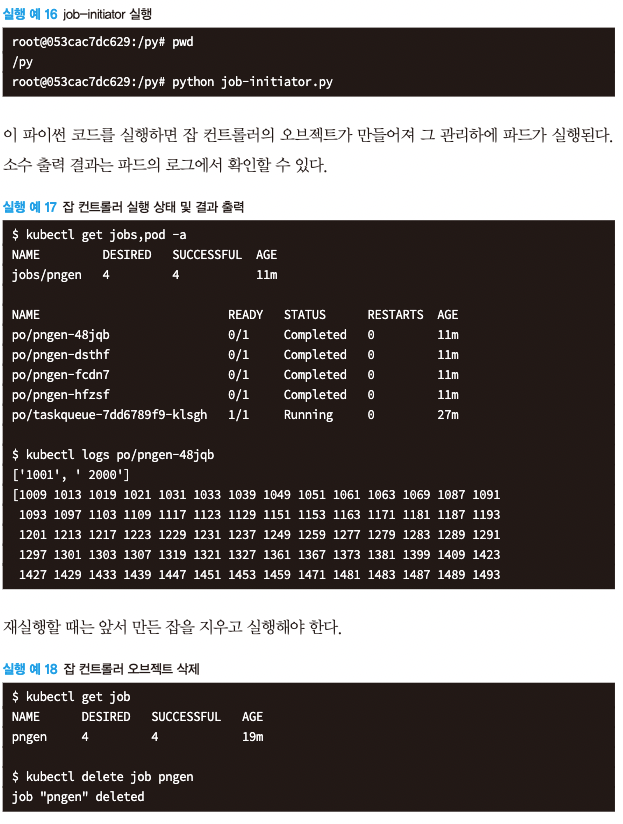 실행 예 16 job-initiator 실행
root@053cac7dc629:/py# pwd
/py
root@053cac7dc629:/py# python job-initiator.py
이 파이썬 코드를 실행하면 잡 컨트롤러의 오브젝트가 만들어져 그 관리하에 파드가 실행된다.
소수 출력 결과는 파드의 로그에서 확인할 수 있다.
실행 예 17 잡 컨트롤러 실행 상태 및 결과 출력
$ kubectl get jobs,pod -a
NAME DESIRED SUCCESSFUL AGE
jobs/pngen 4 4 11m
NAME READY STATUS RESTARTS AGE
po/pngen-48jqb 0/1 Completed 0 11m
po/pngen-dsthf 0/1 Completed 0 11m
po/pngen-fcdn7 0/1 Completed 0 11m
po/pngen-hfzsf 0/1 Completed 0 11m
po/taskqueue-7dd6789f9-klsgh 1/1 Running 0 27m
$ kubectl logs po/pngen-48jqb
['1001', ' 2000']
[1009 1013 1019 1021 1031 1033 1039 1049 1051 1061 1063 1069 1087 1091
1093 1097 1103 1109 1117 1123 1129 1151 1153 1163 1171 1181 1187 1193
1201 1213 1217 1223 1229 1231 1237 1249 1259 1277 1279 1283 1289 1291
1297 1301 1303 1307 1319 1321 1327 1361 1367 1373 1381 1399 1409 1423
1427 1429 1433 1439 1447 1451 1453 1459 1471 1481 1483 1487 1489 1493
재실행할 때는 앞서 만든 잡을 지우고 실행해야 한다.
실행 예 18 잡 컨트롤러 오브젝트 삭제
$ kubectl get job
NAME DESIRED SUCCESSFUL AGE
pngen 4 4 19m
$ kubectl delete job pngen
job "pngen" deleted